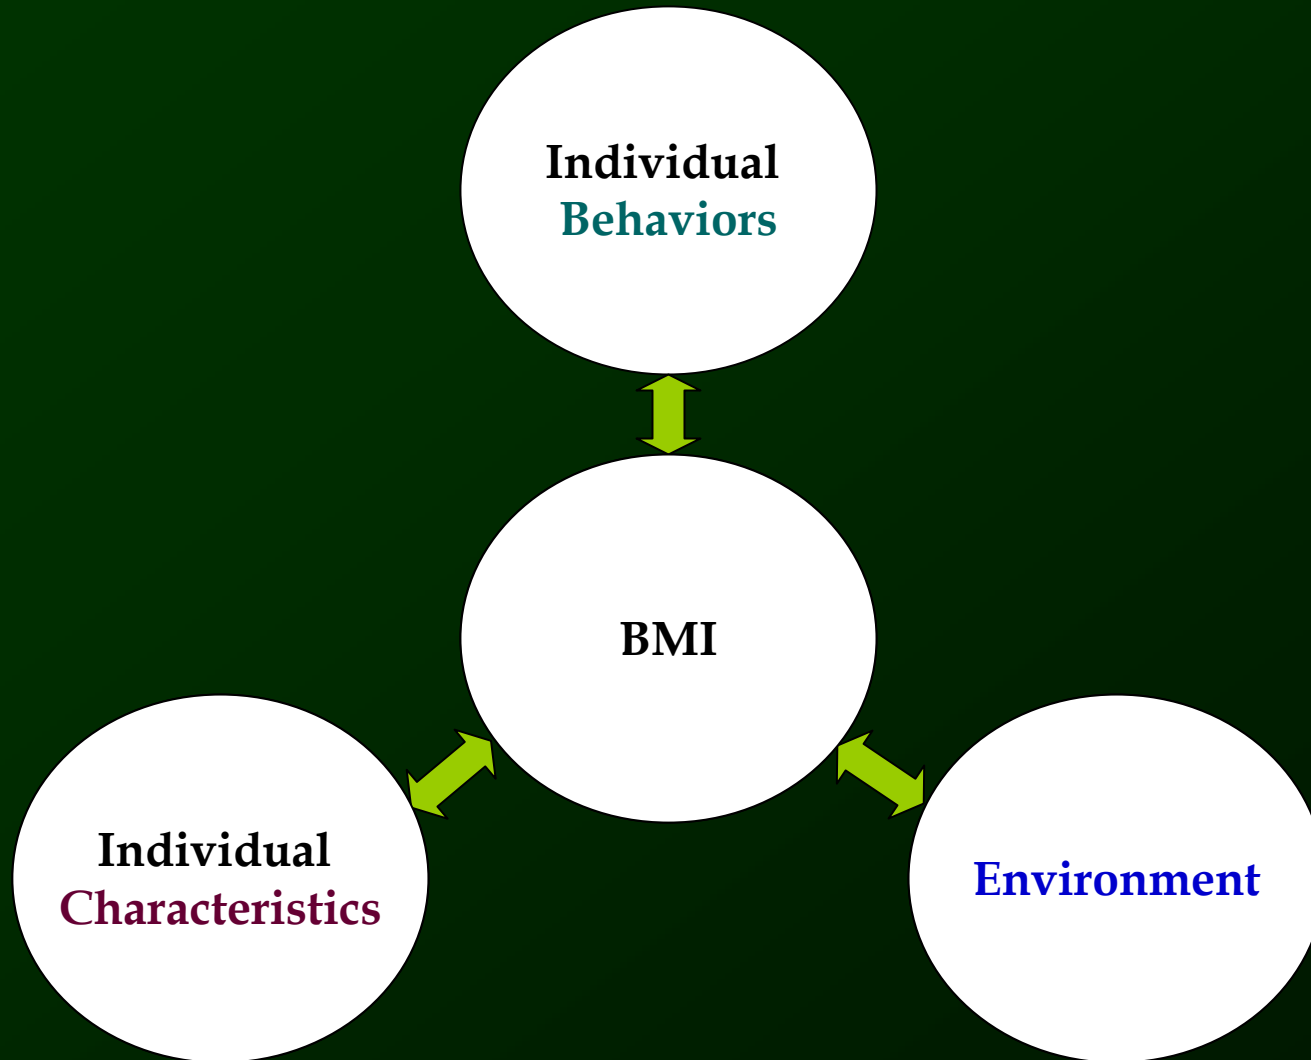 Individual
Behaviors
BMI
Individual
Characteristics
Environment